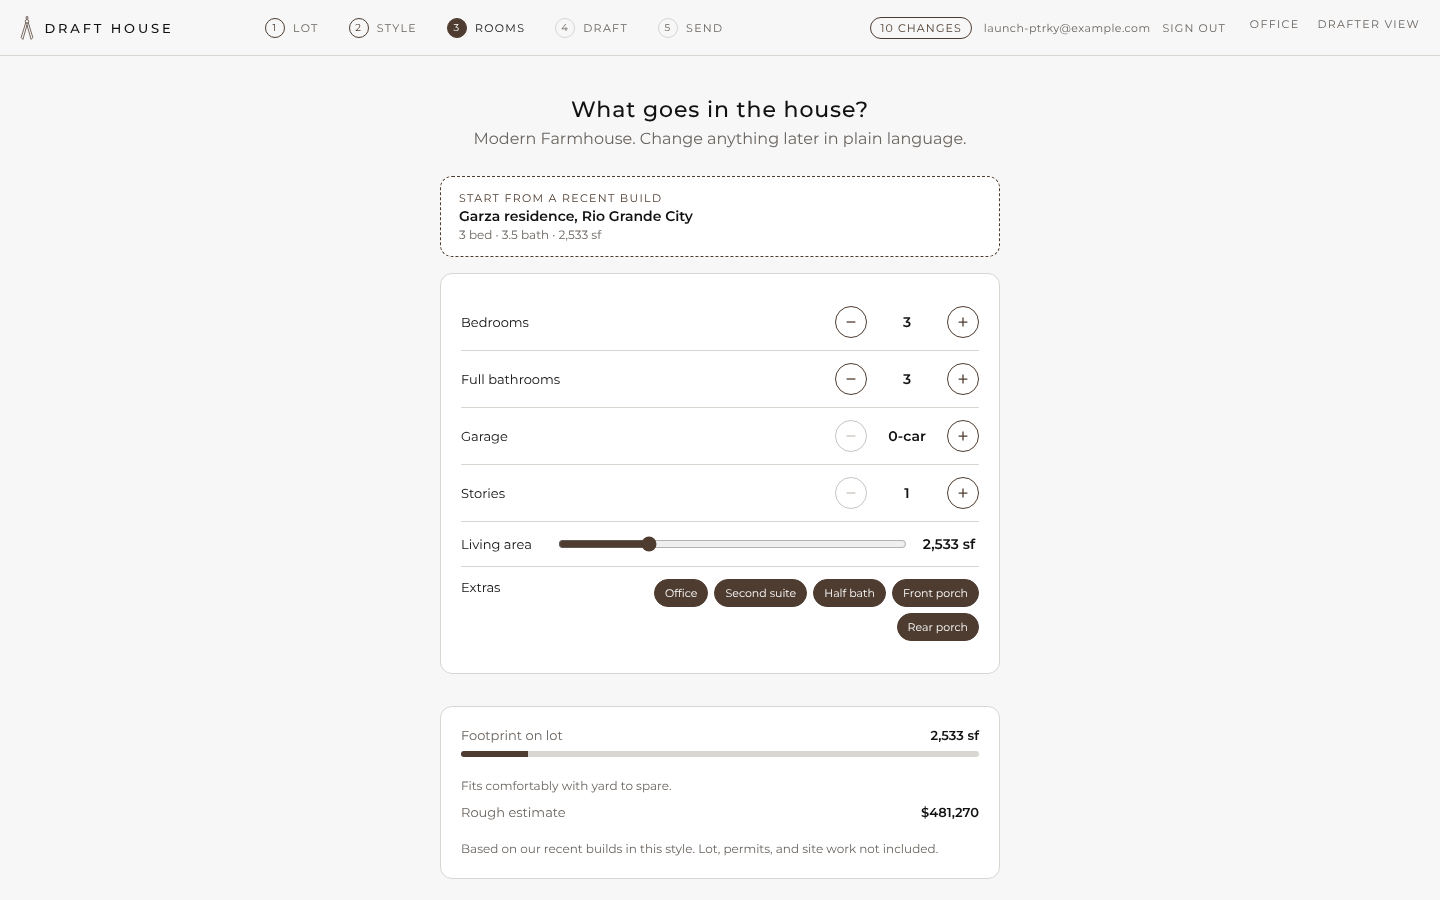 DRAFT HOUSE
1 LOT
2 STYLE
3 ROOMS
4 DRAFT
5 SEND
10 CHANGES
launch-ptrky@example.com
SIGN OUT
OFFICE
DRAFTER VIEW
What goes in the house?
Modern Farmhouse. Change anything later in plain language.
START FROM A RECENT BUILD
Garza residence, Rio Grande City
3 bed · 3.5 bath · 2,533 sf
Bedrooms − 3 +
Full bathrooms − 3 +
Garage − 0-car +
Stories − 1 +
Living area 2,533 sf
Extras Office Second suite Half bath Front porch
Rear porch
Footprint on lot 2,533 sf
Fits comfortably with yard to spare.
Rough estimate $481,270
Based on our recent builds in this style. Lot, permits, and site work not included.